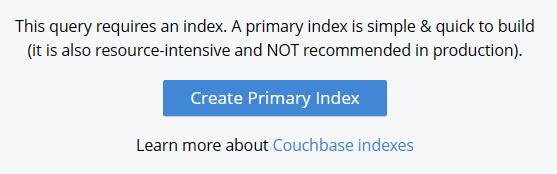 This query requires an index. A primary index is simple & quick to build
(it is also resource-intensive and NOT recommended in production).
Create Primary Index
Learn more about Couchbase indexes